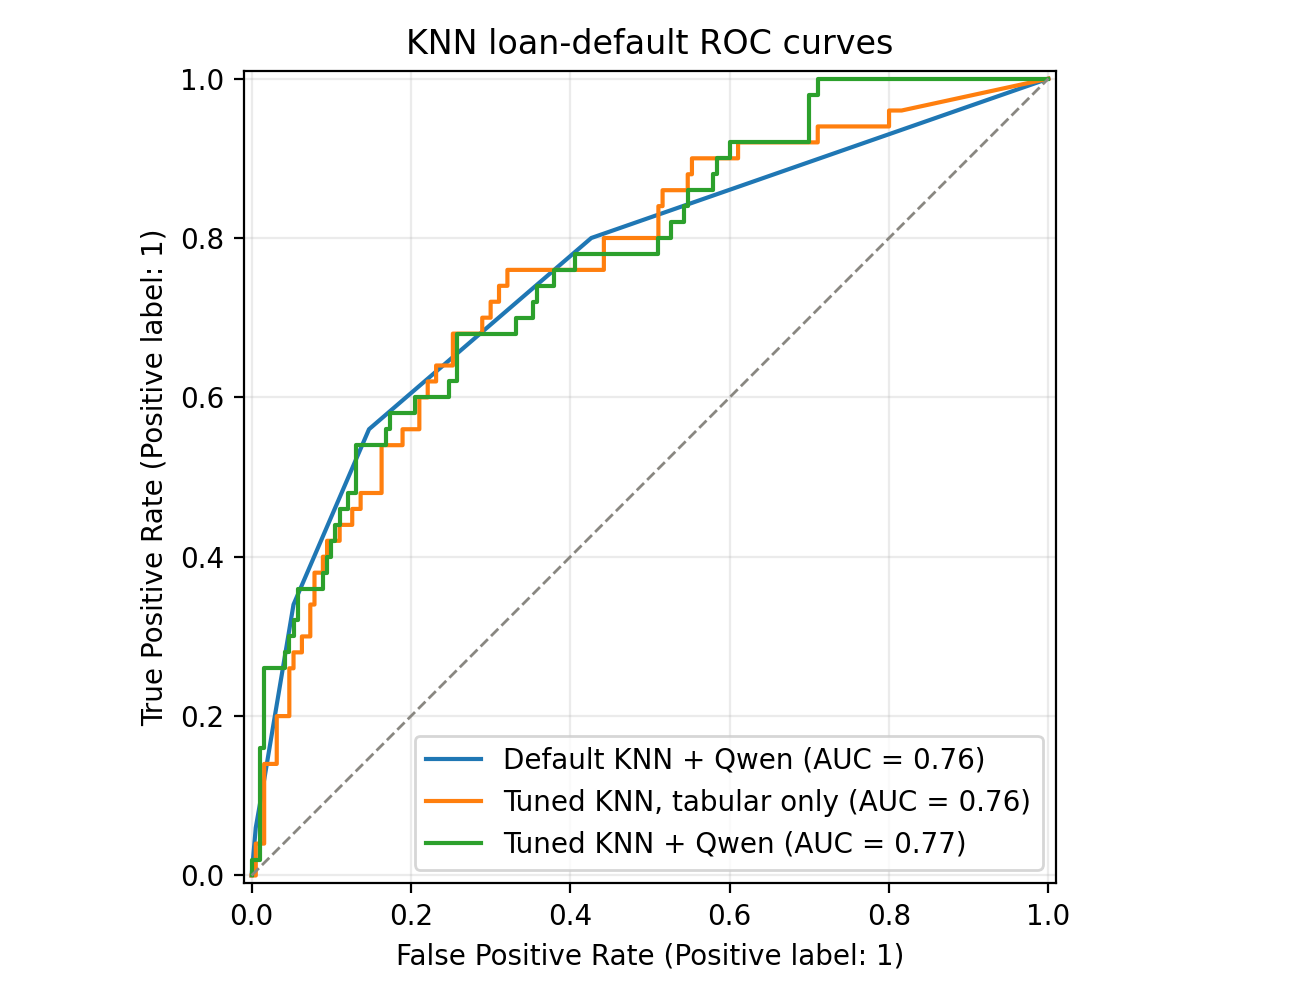 KNN loan-default ROC curves
1.0
0.8
0.6
0.4
0.2
0.0
True Positive Rate (Positive label: 1)
Default KNN + Qwen (AUC = 0.76)
Tuned KNN, tabular only (AUC = 0.76)
Tuned KNN + Qwen (AUC = 0.77)
0.0 0.2 0.4 0.6 0.8 1.0
False Positive Rate (Positive label: 1)